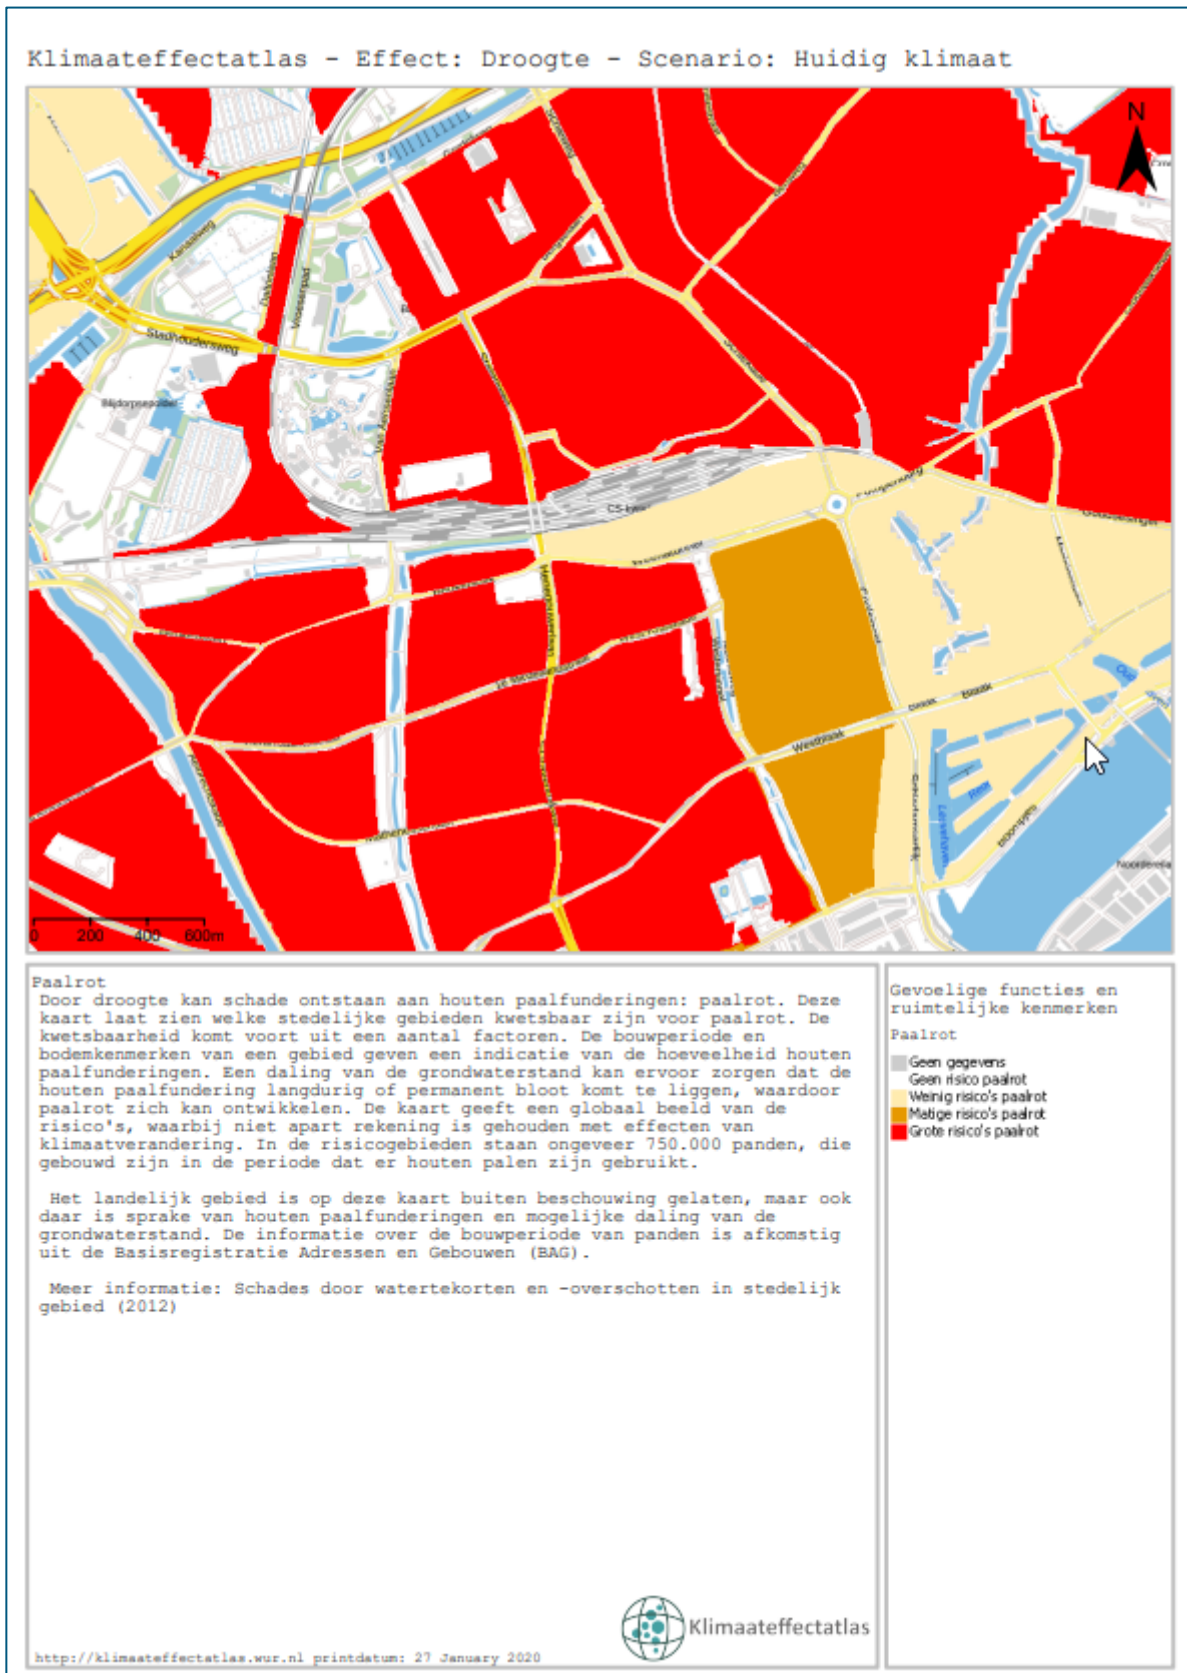 Klimaateffectatlas - Effect: Droogte - Scenario: Huidig klimaat
N
Kanaalweg
Vroesenpad
Stadhoudersweg
Blijdorpsepolder
Westblaak
Blaak
Blaak
Leuvehaven
Boompjes
0 200 400 600m
Paalrot
Door droogte kan schade ontstaan aan houten paalfunderingen: paalrot. Deze
kaart laat zien welke stedelijke gebieden kwetsbaar zijn voor paalrot. De
kwetsbaarheid komt voort uit een aantal factoren. De bouwperiode en
bodemkenmerken van een gebied geven een indicatie van de hoeveelheid houten
paalfunderingen. Een daling van de grondwaterstand kan ervoor zorgen dat de
houten paalfundering langdurig of permanent bloot komt te liggen, waardoor
paalrot zich kan ontwikkelen. De kaart geeft een globaal beeld van de
risico's, waarbij niet apart rekening is gehouden met effecten van
klimaatverandering. In de risicogebieden staan ongeveer 750.000 panden, die
gebouwd zijn in de periode dat er houten palen zijn gebruikt.
Het landelijk gebied is op deze kaart buiten beschouwing gelaten, maar ook
daar is sprake van houten paalfunderingen en mogelijke daling van de
grondwaterstand. De informatie over de bouwperiode van panden is afkomstig
uit de Basisregistratie Adressen en Gebouwen (BAG).
Meer informatie: Schades door watertekorten en -overschotten in stedelijk
gebied (2012)
Klimaateffectatlas
http://klimaateffectatlas.wur.nl printdatum: 27 January 2020
Gevoelige functies en
ruimtelijke kenmerken
Paalrot
Geen gegevens
Geen risico paalrot
Weinig risico's paalrot
Matige risico's paalrot
Grote risico's paalrot